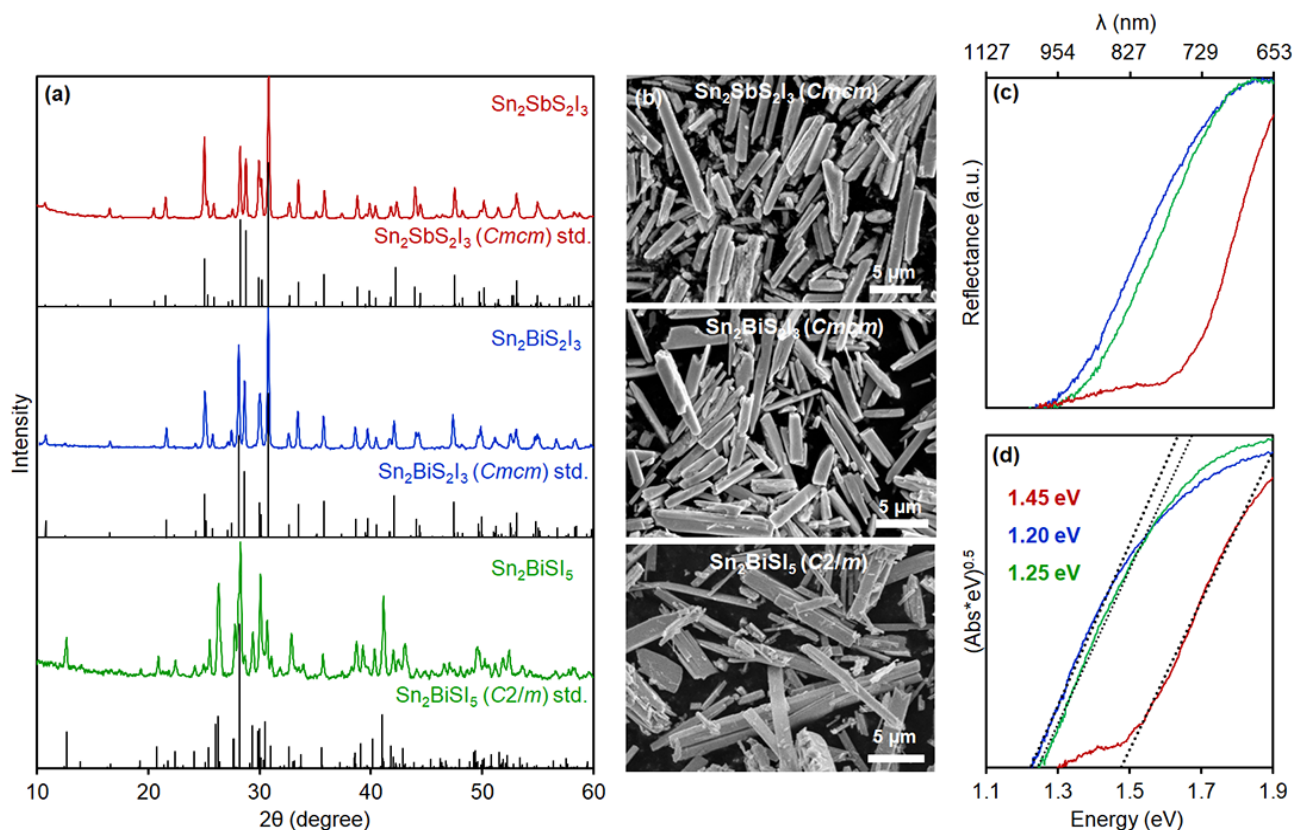 (a)
Sn₂SbS₂I₃
Sn₂SbS₂I₃ (Cmcm) std.
Sn₂BiS₂I₃
Sn₂BiS₂I₃ (Cmcm) std.
Sn₂BiSI₅
Sn₂BiSI₅ (C2/m) std.
Intensity
10 20 30 40 50 60
2θ (degree)
(b)
Sn₂SbS₂I₃ (Cmcm)
5 µm
Sn₂BiS₂I₃ (Cmcm)
5 µm
Sn₂BiSI₅ (C2/m)
5 µm
λ (nm)
1127 954 827 729 653
(c)
Reflectance (a.u.)
(d)
1.45 eV
1.20 eV
1.25 eV
(Abs*eV)⁰·⁵
1.1 1.3 1.5 1.7 1.9
Energy (eV)